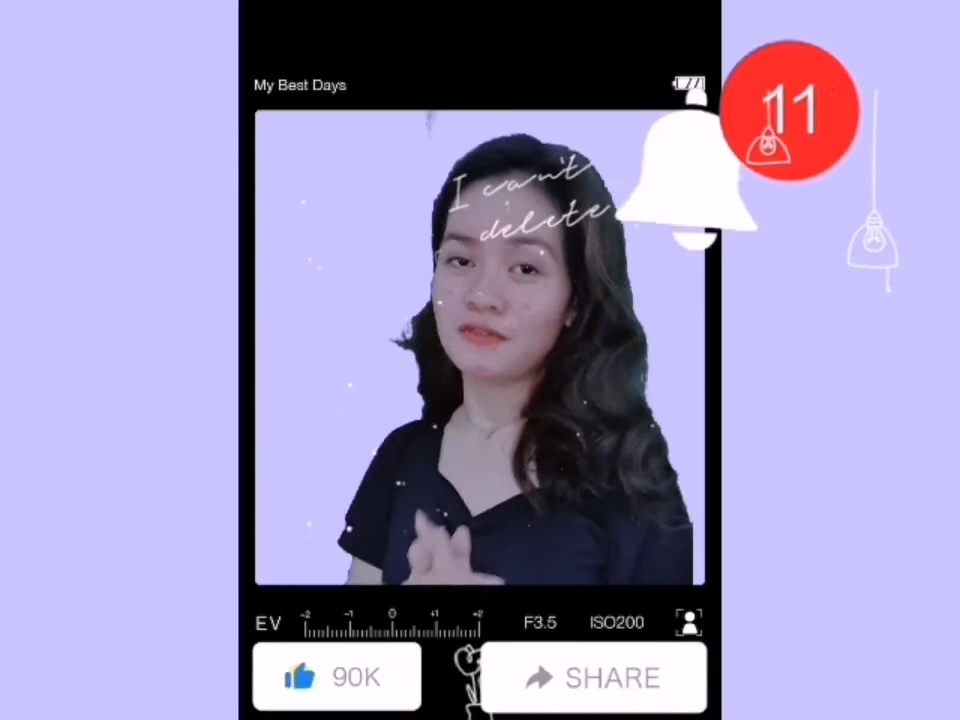 My Best Days
11
I can't
delete
EV
-2 -1 0 +1 +2
F3.5
ISO200
90K
SHARE